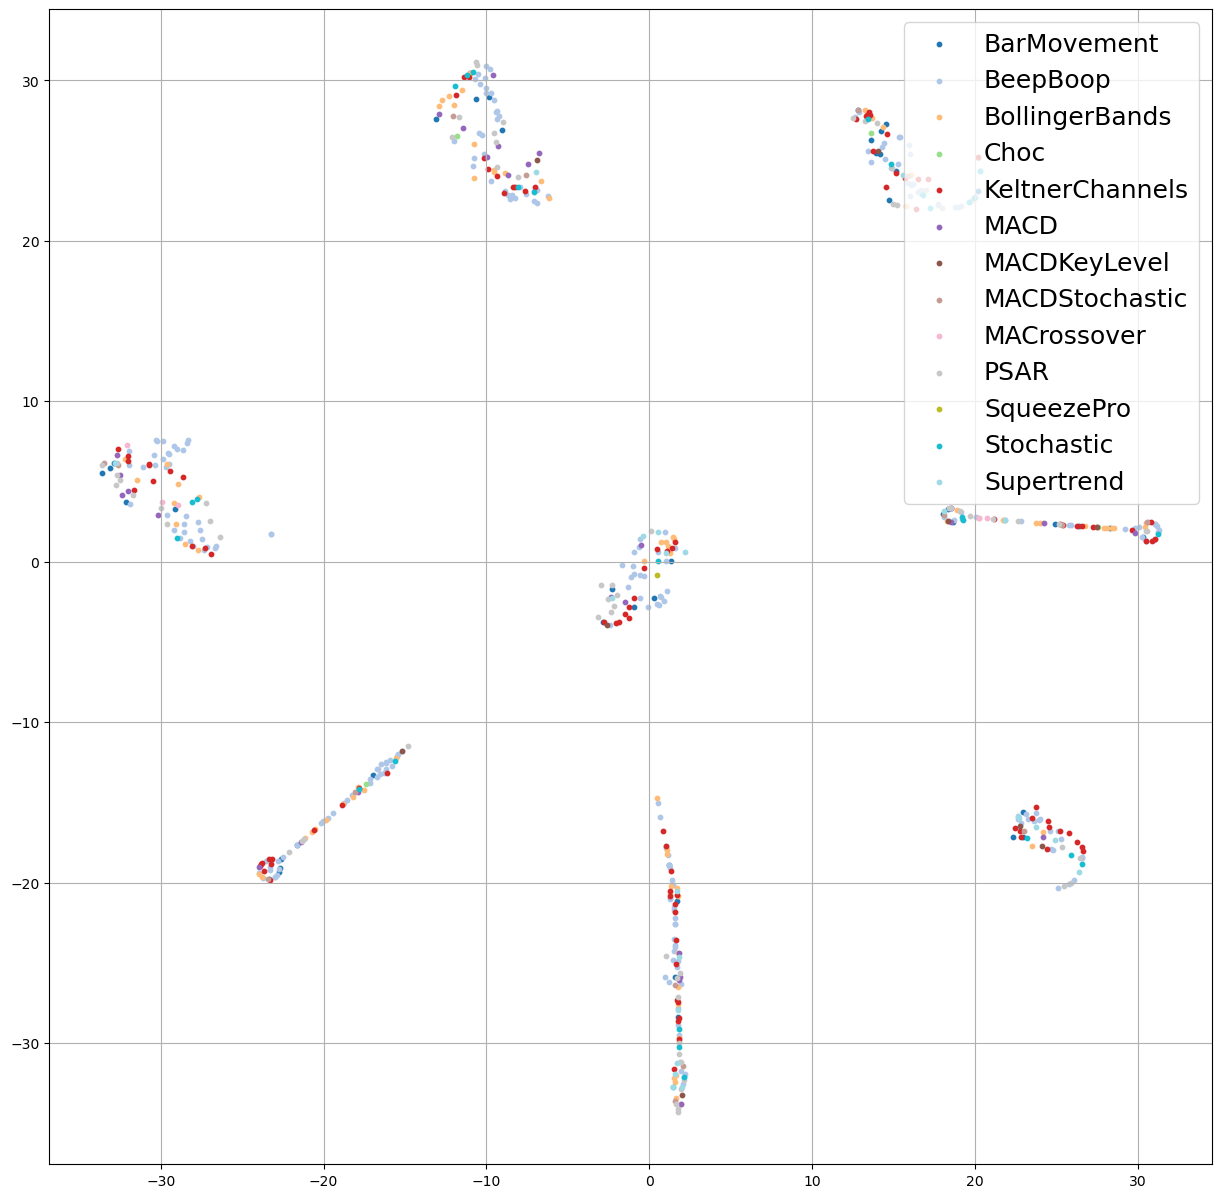 BarMovement
BeepBoop
BollingerBands
Choc
KeltnerChannels
MACD
MACDKeyLevel
MACDStochastic
MACrossover
PSAR
SqueezePro
Stochastic
Supertrend
30
20
10
0
−10
−20
−30
−30 −20 −10 0 10 20 30